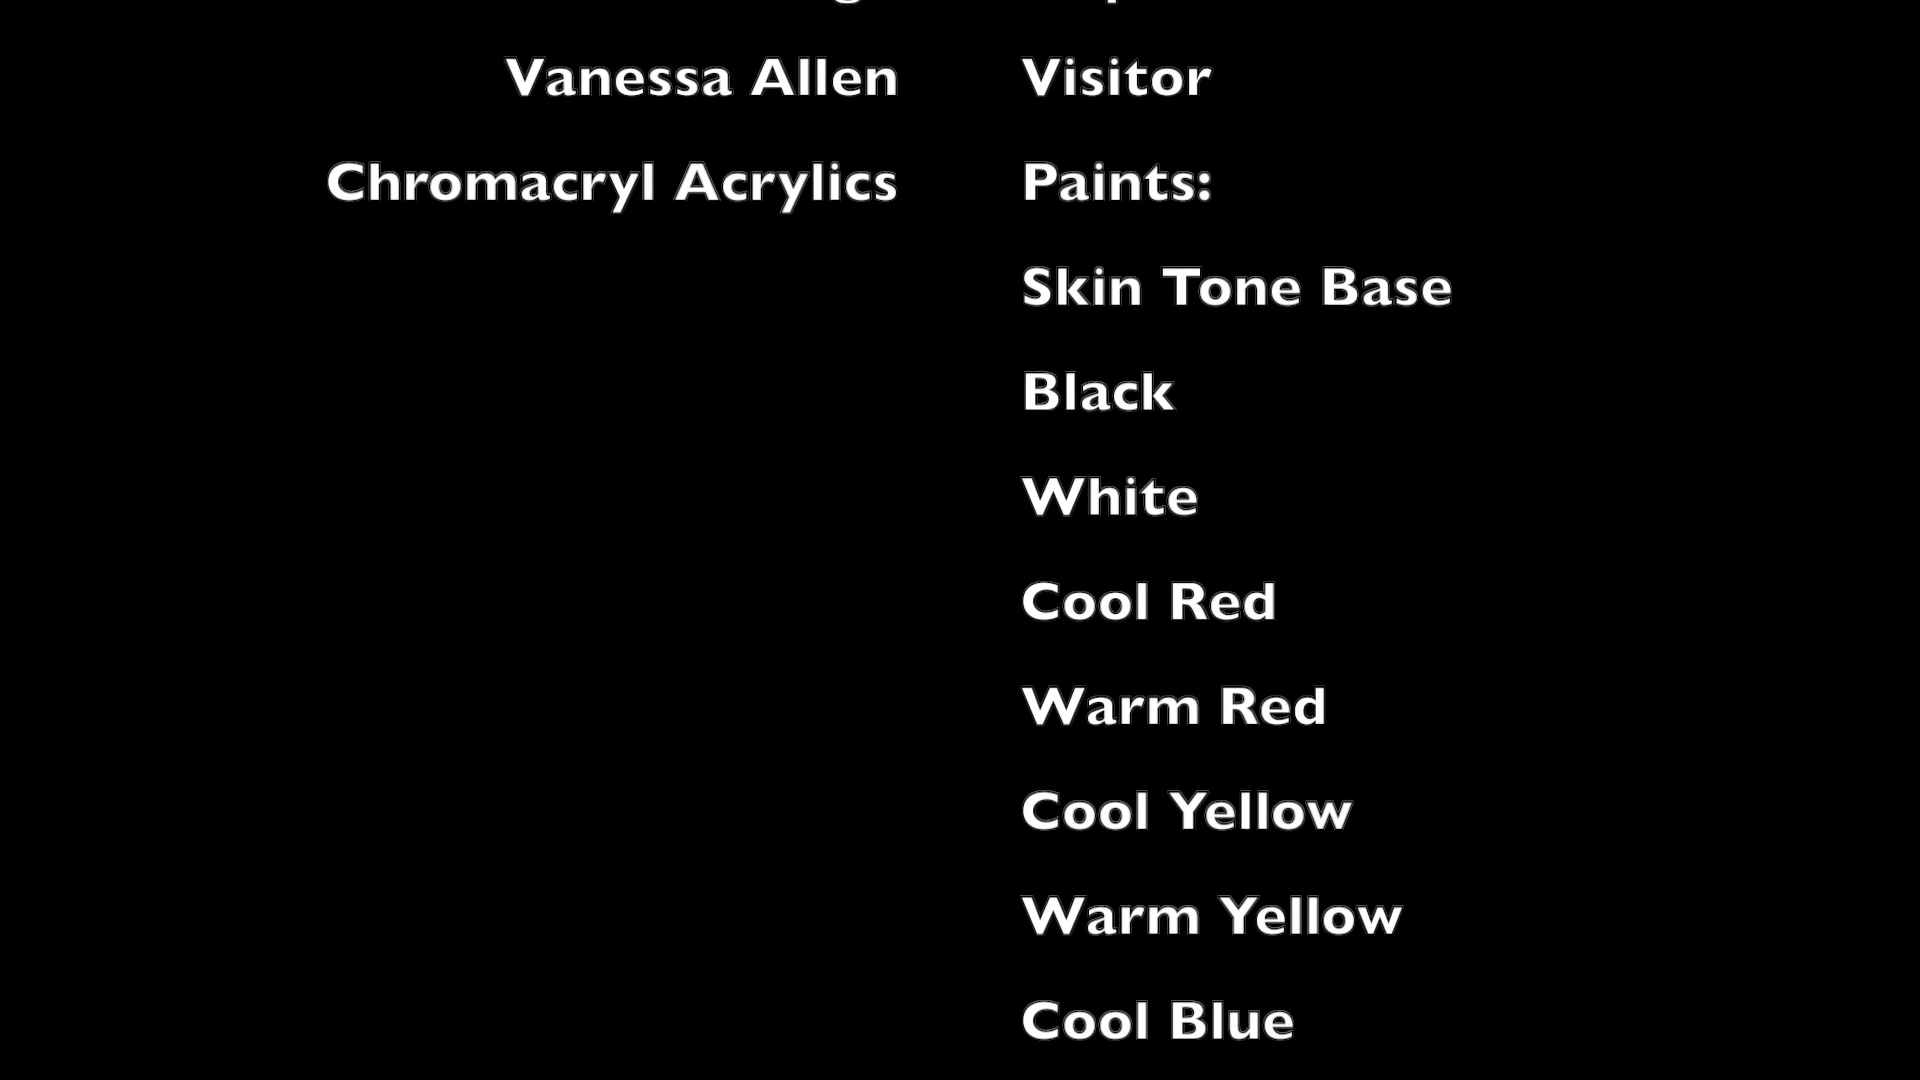 Vanessa Allen Visitor
Chromacryl Acrylics Paints:
Skin Tone Base
Black
White
Cool Red
Warm Red
Cool Yellow
Warm Yellow
Cool Blue